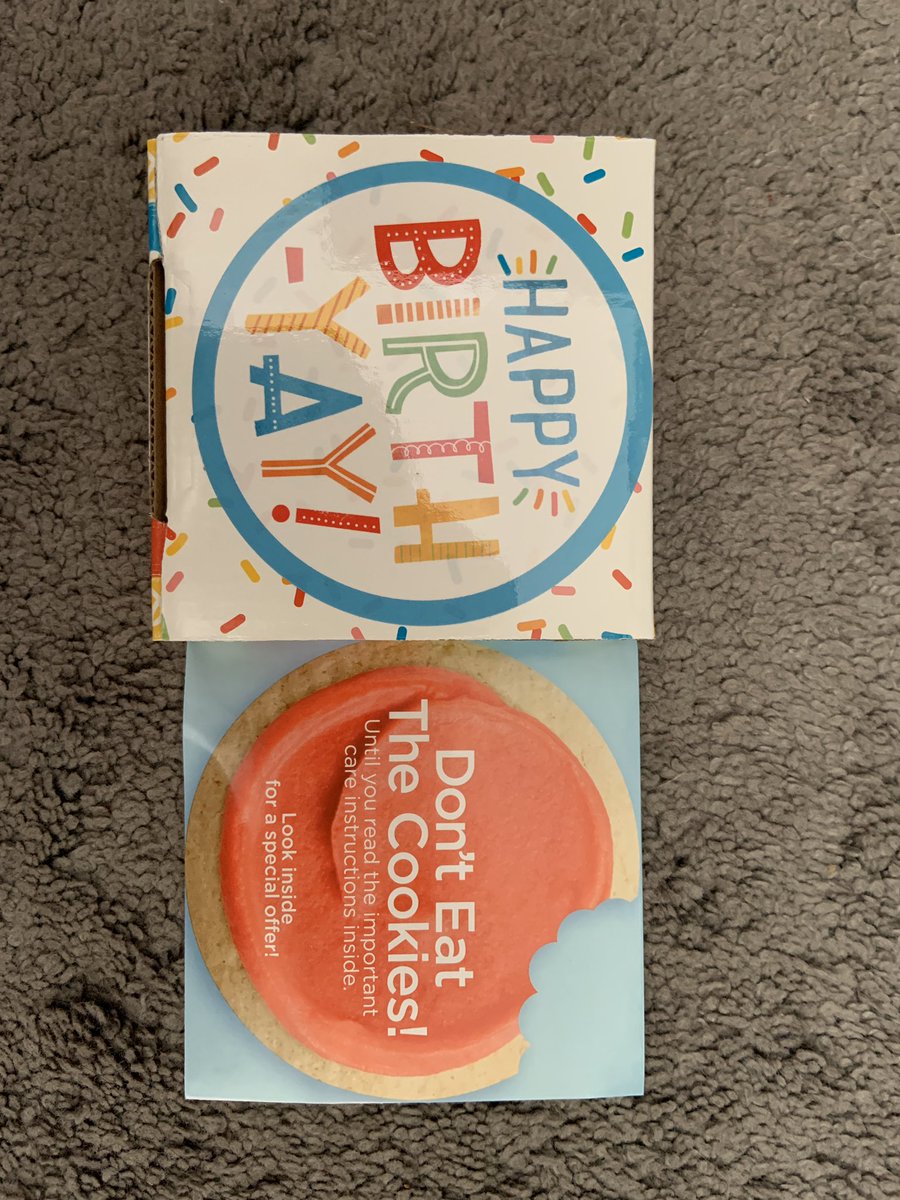 HAPPY
BIRTH
-YAY!
Don't Eat
The Cookies!
Until you read the important
care instructions inside.
Look inside
for a special offer!